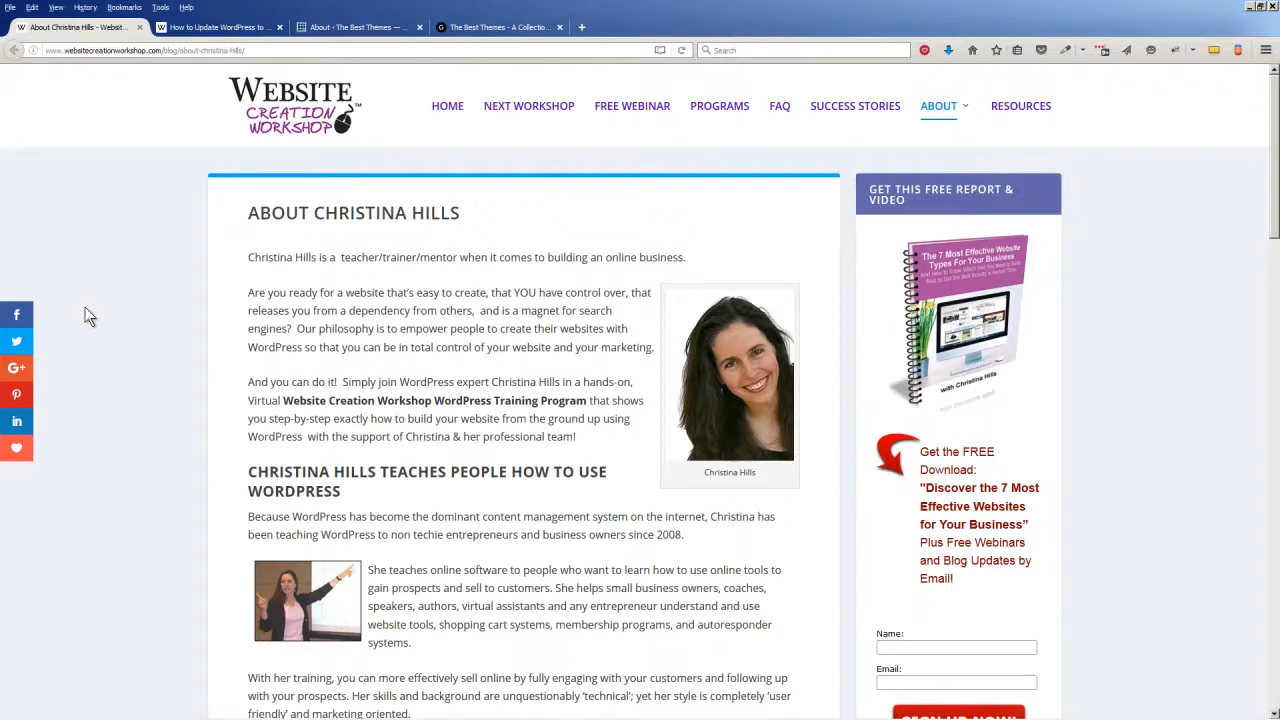 File Edit View History Bookmarks Tools Help
About Christina Hills - Websit...
How to Update WordPress to ...
About ‹ The Best Themes — ...
The Best Themes - A Collectio...
www.websitecreationworkshop.com/blog/about-christina-hills/
Search
WEBSITE
CREATION
WORKSHOP™
HOME
NEXT WORKSHOP
FREE WEBINAR
PROGRAMS
FAQ
SUCCESS STORIES
ABOUT
RESOURCES
ABOUT CHRISTINA HILLS
Christina Hills is a teacher/trainer/mentor when it comes to building an online business.
Are you ready for a website that's easy to create, that YOU have control over, that
releases you from a dependency from others, and is a magnet for search
engines? Our philosophy is to empower people to create their websites with
WordPress so that you can be in total control of your website and your marketing.
And you can do it! Simply join WordPress expert Christina Hills in a hands-on,
Virtual Website Creation Workshop WordPress Training Program that shows
you step-by-step exactly how to build your website from the ground up using
WordPress with the support of Christina & her professional team!
Christina Hills
CHRISTINA HILLS TEACHES PEOPLE HOW TO USE
WORDPRESS
Because WordPress has become the dominant content management system on the internet, Christina has
been teaching WordPress to non techie entrepreneurs and business owners since 2008.
She teaches online software to people who want to learn how to use online tools to
gain prospects and sell to customers. She helps small business owners, coaches,
speakers, authors, virtual assistants and any entrepreneur understand and use
website tools, shopping cart systems, membership programs, and autoresponder
systems.
With her training, you can more effectively sell online by fully engaging with your customers and following up
with your prospects. Her skills and background are unquestionably 'technical'; yet her style is completely 'user
friendly' and marketing oriented.
GET THIS FREE REPORT &
VIDEO
The 7 Most Effective Website
Types For Your Business
with Christina Hills
Get the FREE
Download:
"Discover the 7 Most
Effective Websites
for Your Business"
Plus Free Webinars
and Blog Updates by
Email!
Name:
Email:
SIGN UP NOW!